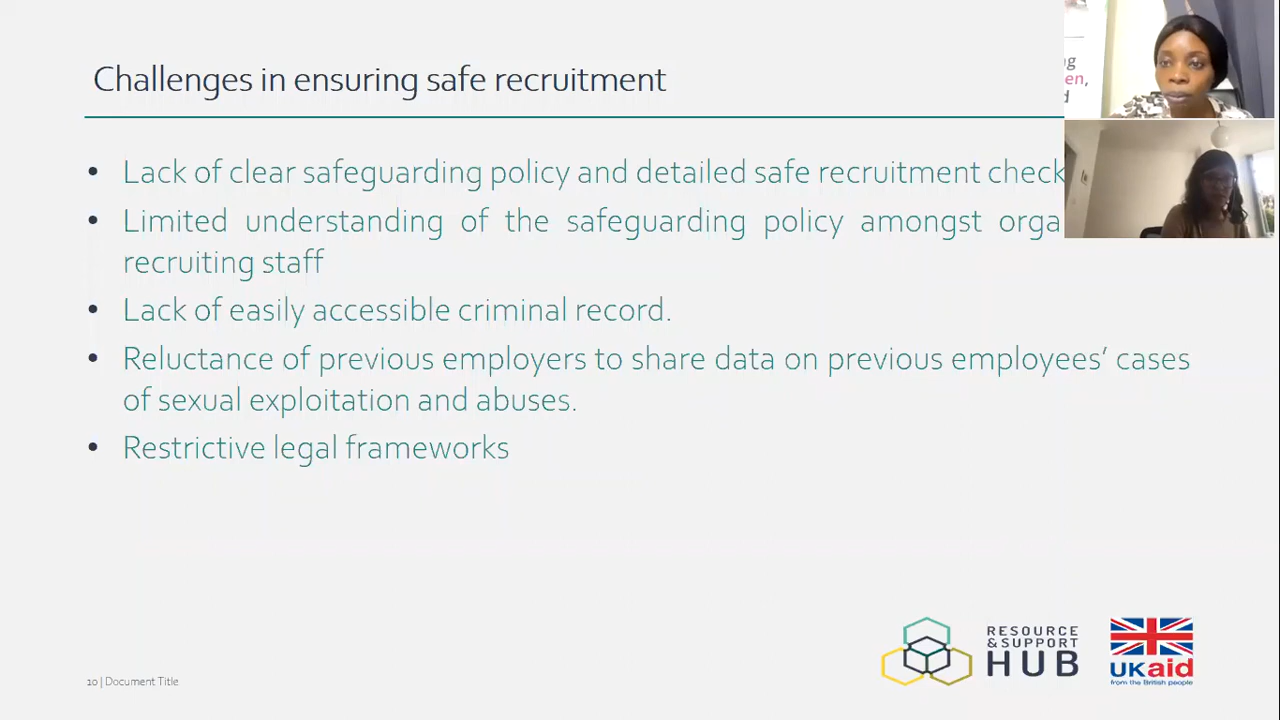 Challenges in ensuring safe recruitment
• Lack of clear safeguarding policy and detailed safe recruitment check
• Limited understanding of the safeguarding policy amongst orga
recruiting staff
• Lack of easily accessible criminal record.
• Reluctance of previous employers to share data on previous employees’ cases
of sexual exploitation and abuses.
• Restrictive legal frameworks
RESOURCE
& SUPPORT
HUB
UKaid
from the British people
10 | Document Title
ng
en,
d